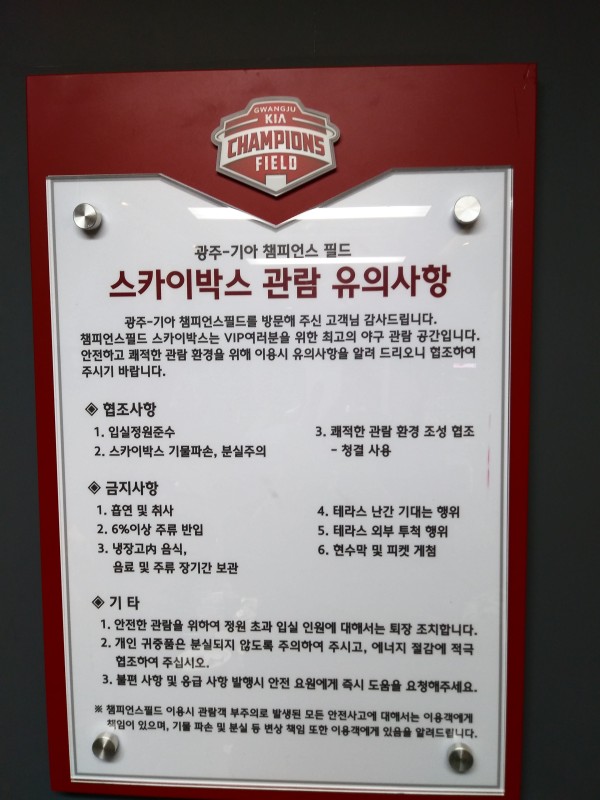 GWANGJU
KIA
CHAMPIONS
FIELD
광주-기아 챔피언스 필드
스카이박스 관람 유의사항
광주-기아 챔피언스필드를 방문해 주신 고객님 감사드립니다.
챔피언스필드 스카이박스는 VIP여러분을 위한 최고의 야구 관람 공간입니다.
안전하고 쾌적한 관람 환경을 위해 이용시 유의사항을 알려 드리오니 협조하여
주시기 바랍니다.
◈ 협조사항
1. 입실정원준수
2. 스카이박스 기물파손, 분실주의
3. 쾌적한 관람 환경 조성 협조
- 청결 사용
◈ 금지사항
1. 흡연 및 취사
2. 6%이상 주류 반입
3. 냉장고內 음식,
음료 및 주류 장기간 보관
4. 테라스 난간 기대는 행위
5. 테라스 외부 투척 행위
6. 현수막 및 피켓 게첨
◈ 기 타
1. 안전한 관람을 위하여 정원 초과 입실 인원에 대해서는 퇴장 조치합니다.
2. 개인 귀중품은 분실되지 않도록 주의하여 주시고, 에너지 절감에 적극
협조하여 주십시오.
3. 불편 사항 및 응급 사항 발행시 안전 요원에게 즉시 도움을 요청해주세요.
※ 챔피언스필드 이용시 관람객 부주의로 발생된 모든 안전사고에 대해서는 이용객에게
책임이 있으며, 기물 파손 및 분실 등 변상 책임 또한 이용객에게 있음을 알려드립니다.